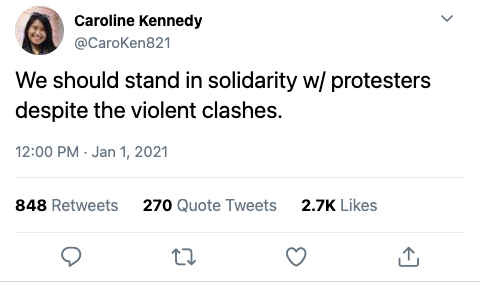 Caroline Kennedy
@CaroKen821
We should stand in solidarity w/ protesters
despite the violent clashes.
12:00 PM · Jan 1, 2021
848 Retweets 270 Quote Tweets 2.7K Likes